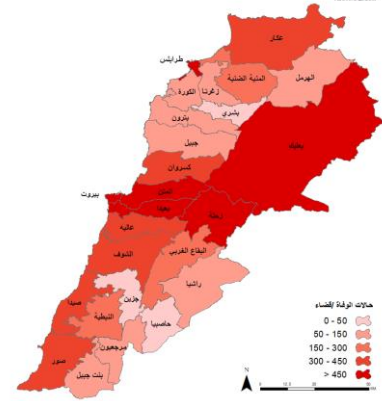 عكار
طرابلس
المنية الضنية
الهرمل
زغرتا
الكورة
بشري
بترون
بعلبك
جبيل
كسروان
المتن
بيروت
بعبدا
زحلة
عاليه
البقاع الغربي
الشوف
راشيا
جزين
صيدا
النبطية
حاصبيا
مرجعيون
صور
بنت جبيل
حالات الوفاة /قضاء
0 - 50
50 - 150
150 - 300
300 - 450
> 450
N